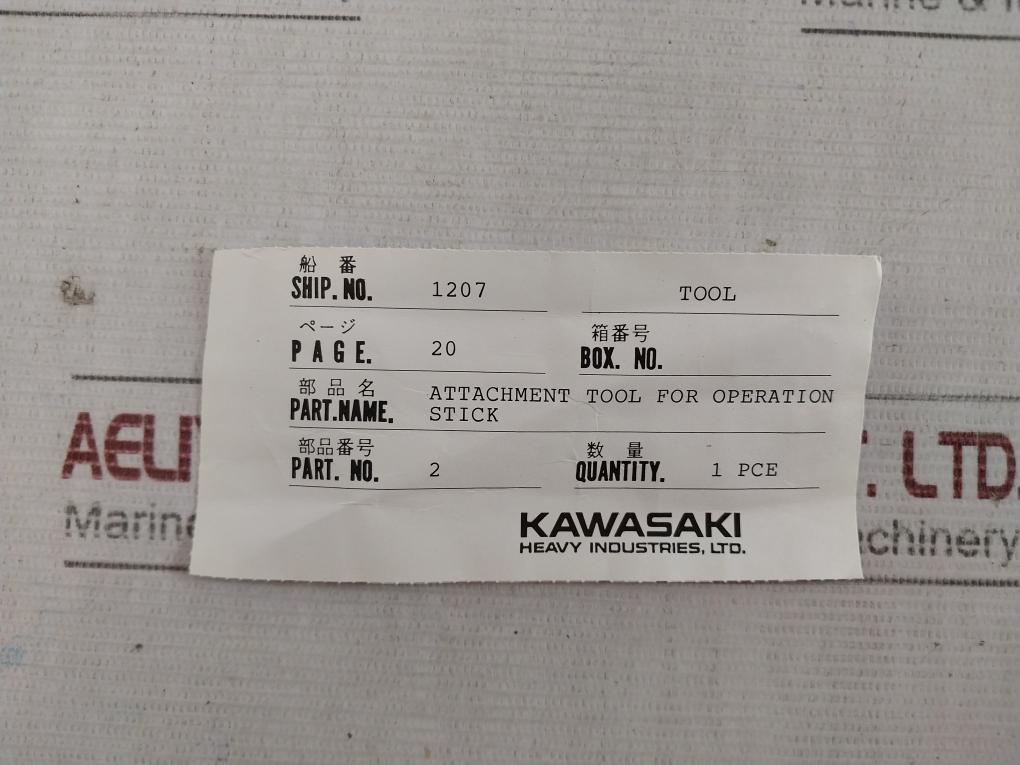 Marine &
船 番
SHIP. NO. 1207 TOOL
ページ 箱番号
PAGE. 20 BOX. NO.
部 品 名
PART.NAME. ATTACHMENT TOOL FOR OPERATION
STICK
部品番号 数 量
PART. NO. 2 QUANTITY. 1 PCE
KAWASAKI
HEAVY INDUSTRIES, LTD.
LTD.
Marine